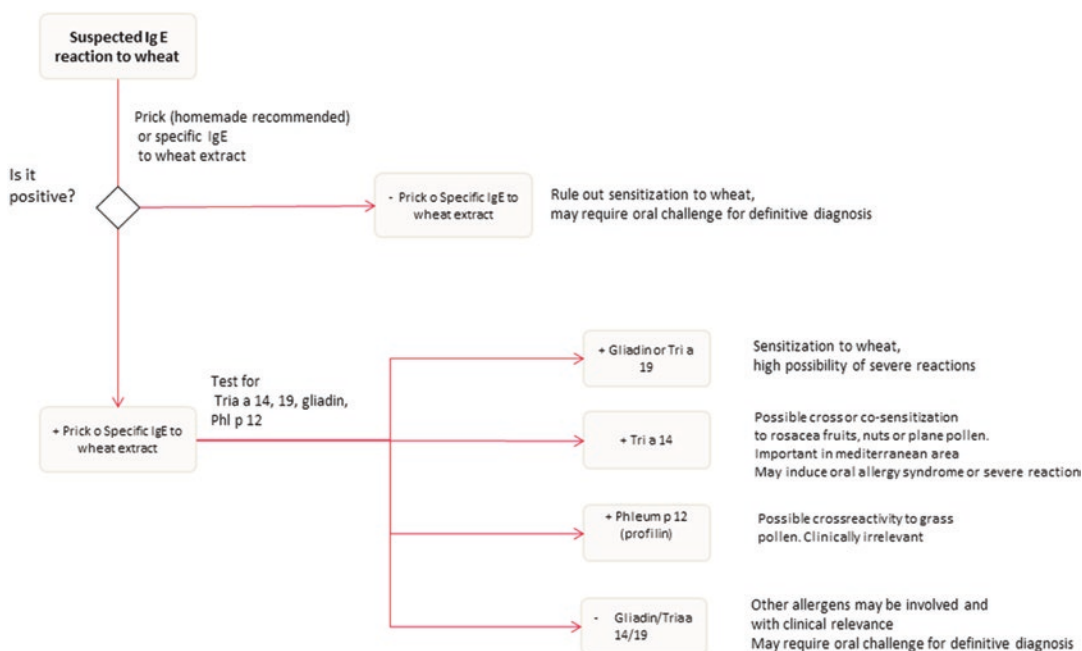 Suspected Ig E
reaction to wheat
Prick (homemade recommended)
or specific IgE
to wheat extract
Is it
positive?
- Prick o Specific IgE to
wheat extract
Rule out sensitization to wheat,
may require oral challenge for definitive diagnosis
+ Prick o Specific IgE to
wheat extract
Test for
Tria a 14, 19, gliadin,
Phl p 12
+ Gliadin or Tri a
19
Sensitization to wheat,
high possibility of severe reactions
+ Tri a 14
Possible cross or co-sensitization
to rosacea fruits, nuts or plane pollen.
Important in mediterranean area
May induce oral allergy syndrome or severe reaction
+ Phleum p 12
(profilin)
Possible crossreactivity to grass
pollen. Clinically irrelevant
- Gliadin/Triaa
14/19
Other allergens may be involved and
with clinical relevance
May require oral challenge for definitive diagnosis